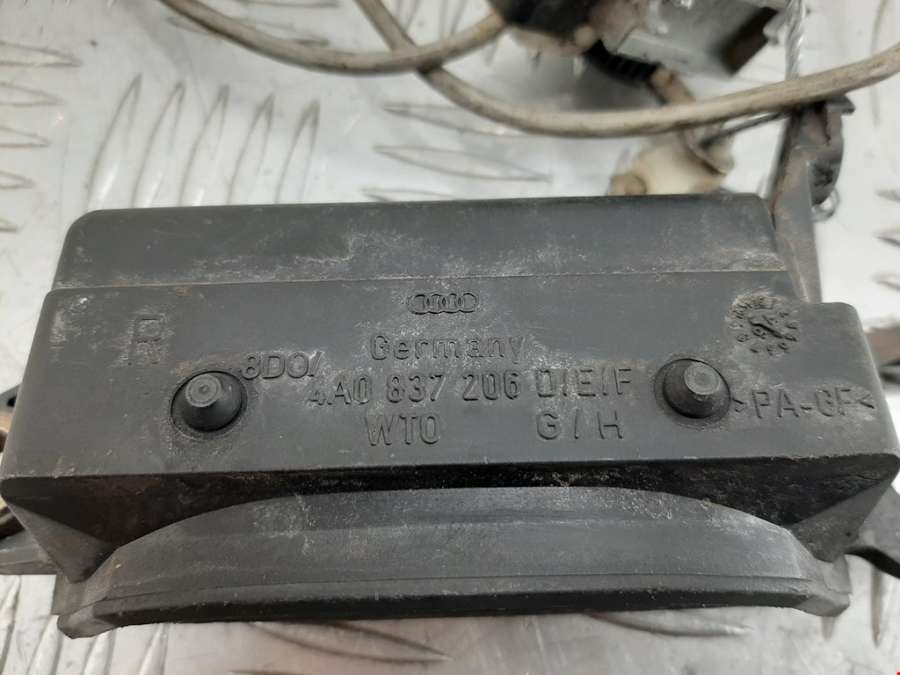 R
Germany
8D0/
4A0 837 206 D/E/F
>PA-GF<
WTO G/H